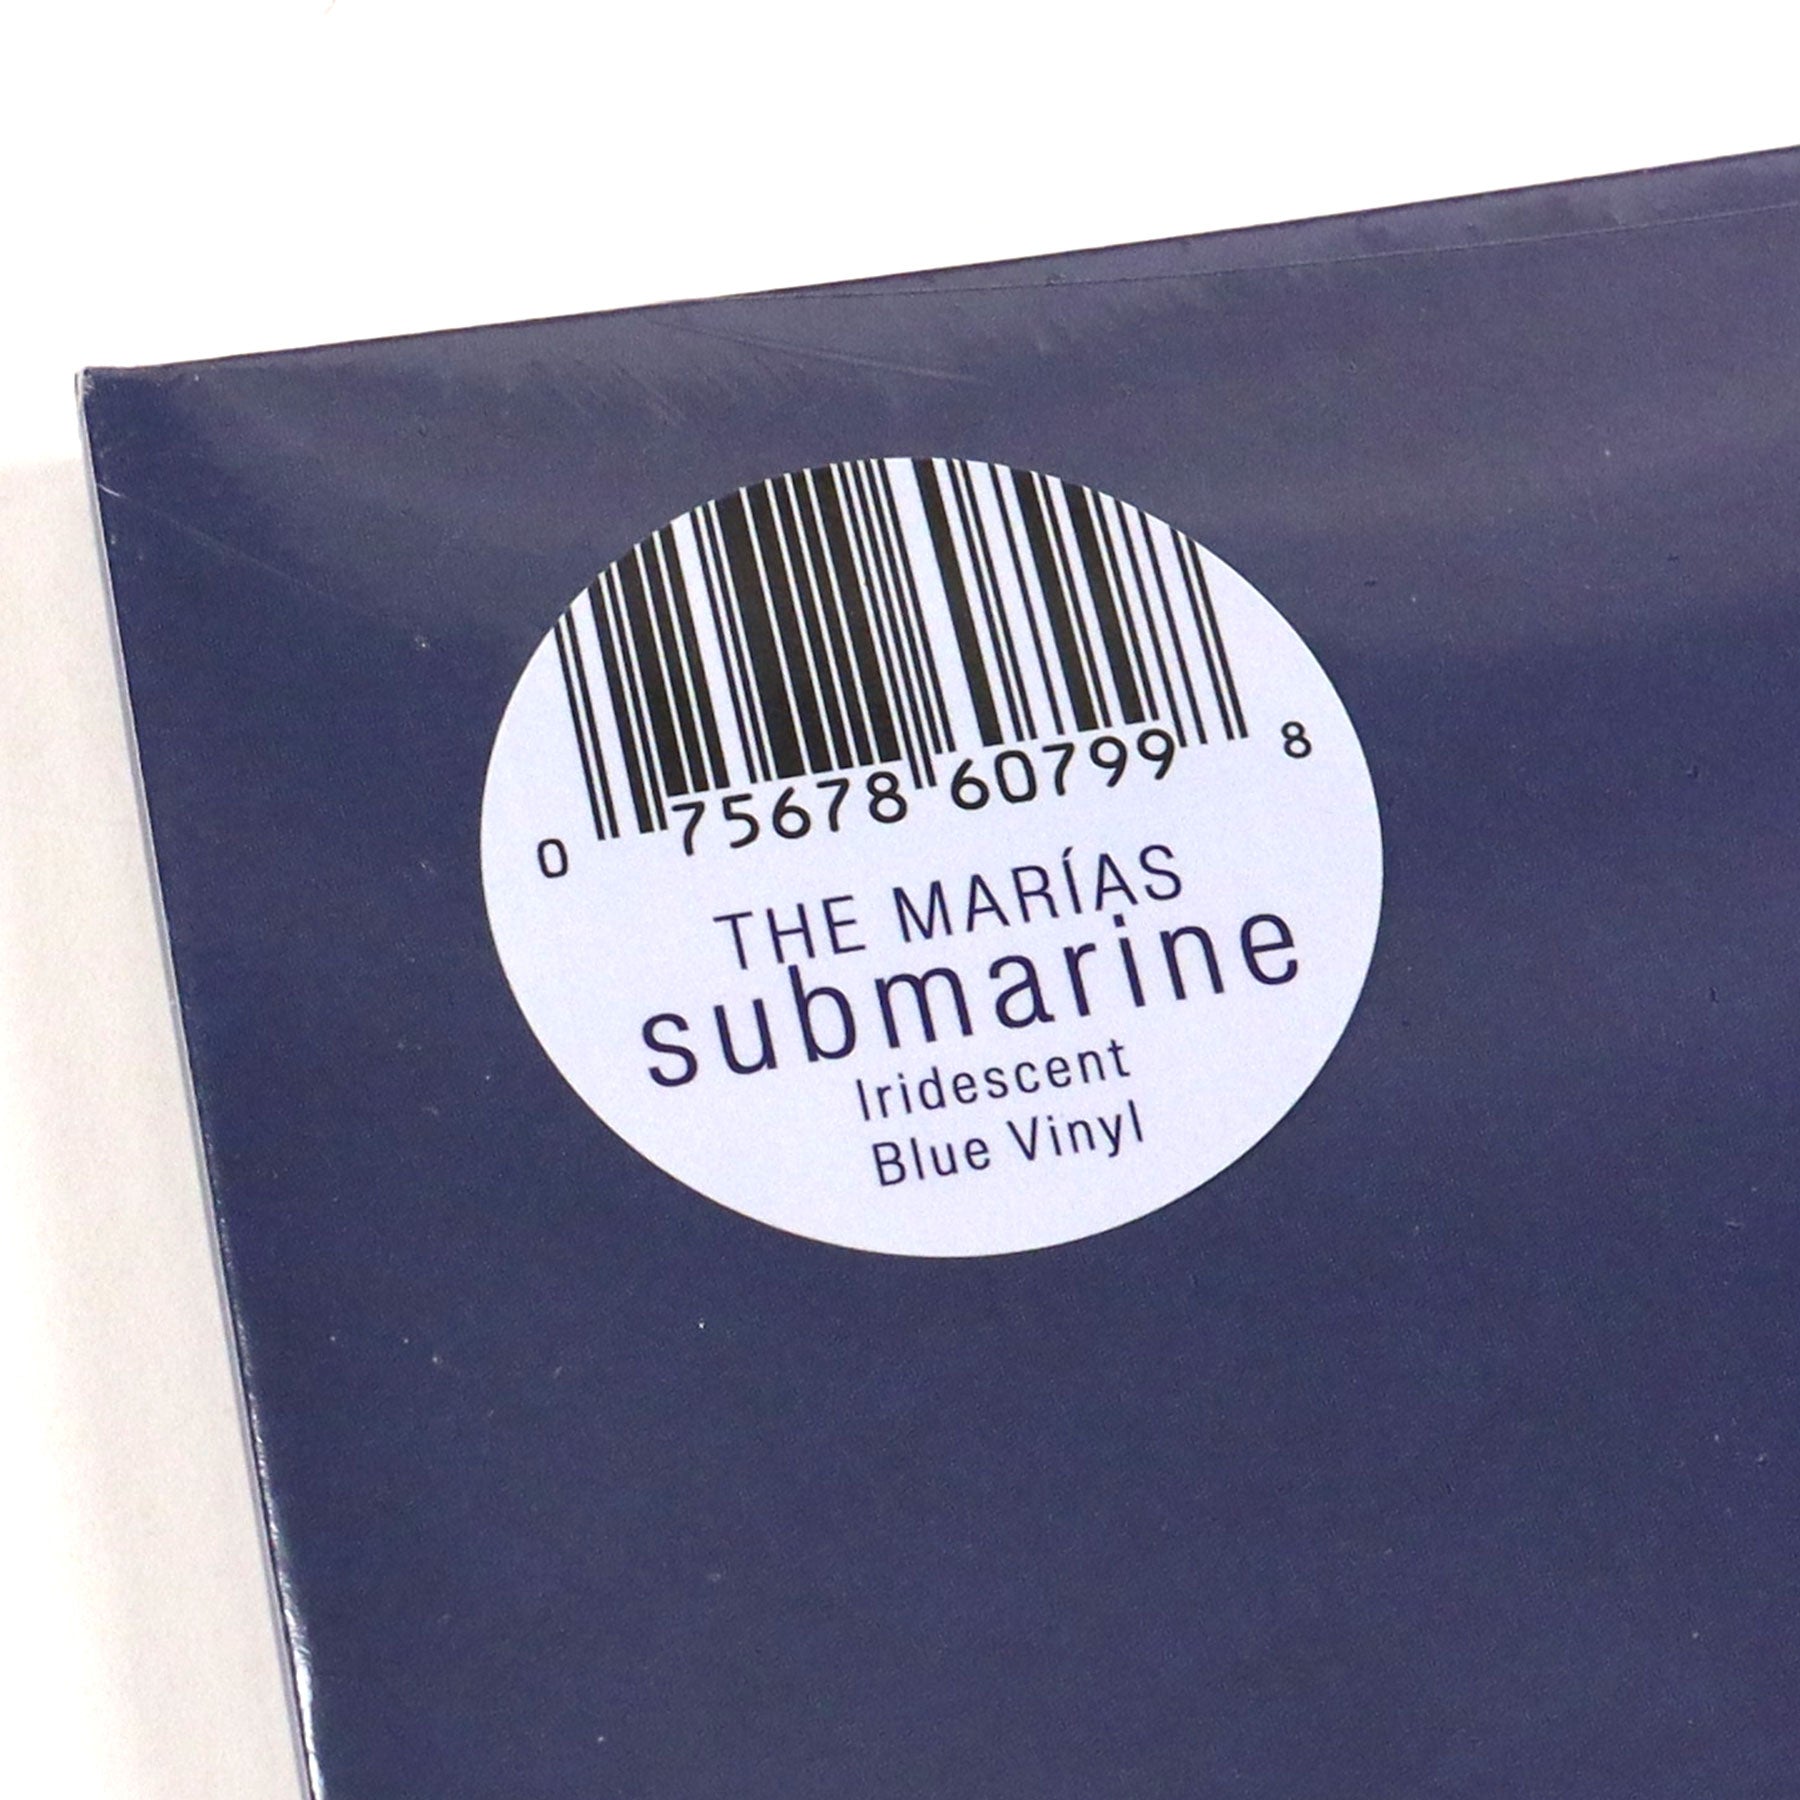 0 75678 60799 8
THE MARÍAS
submarine
Iridescent
Blue Vinyl